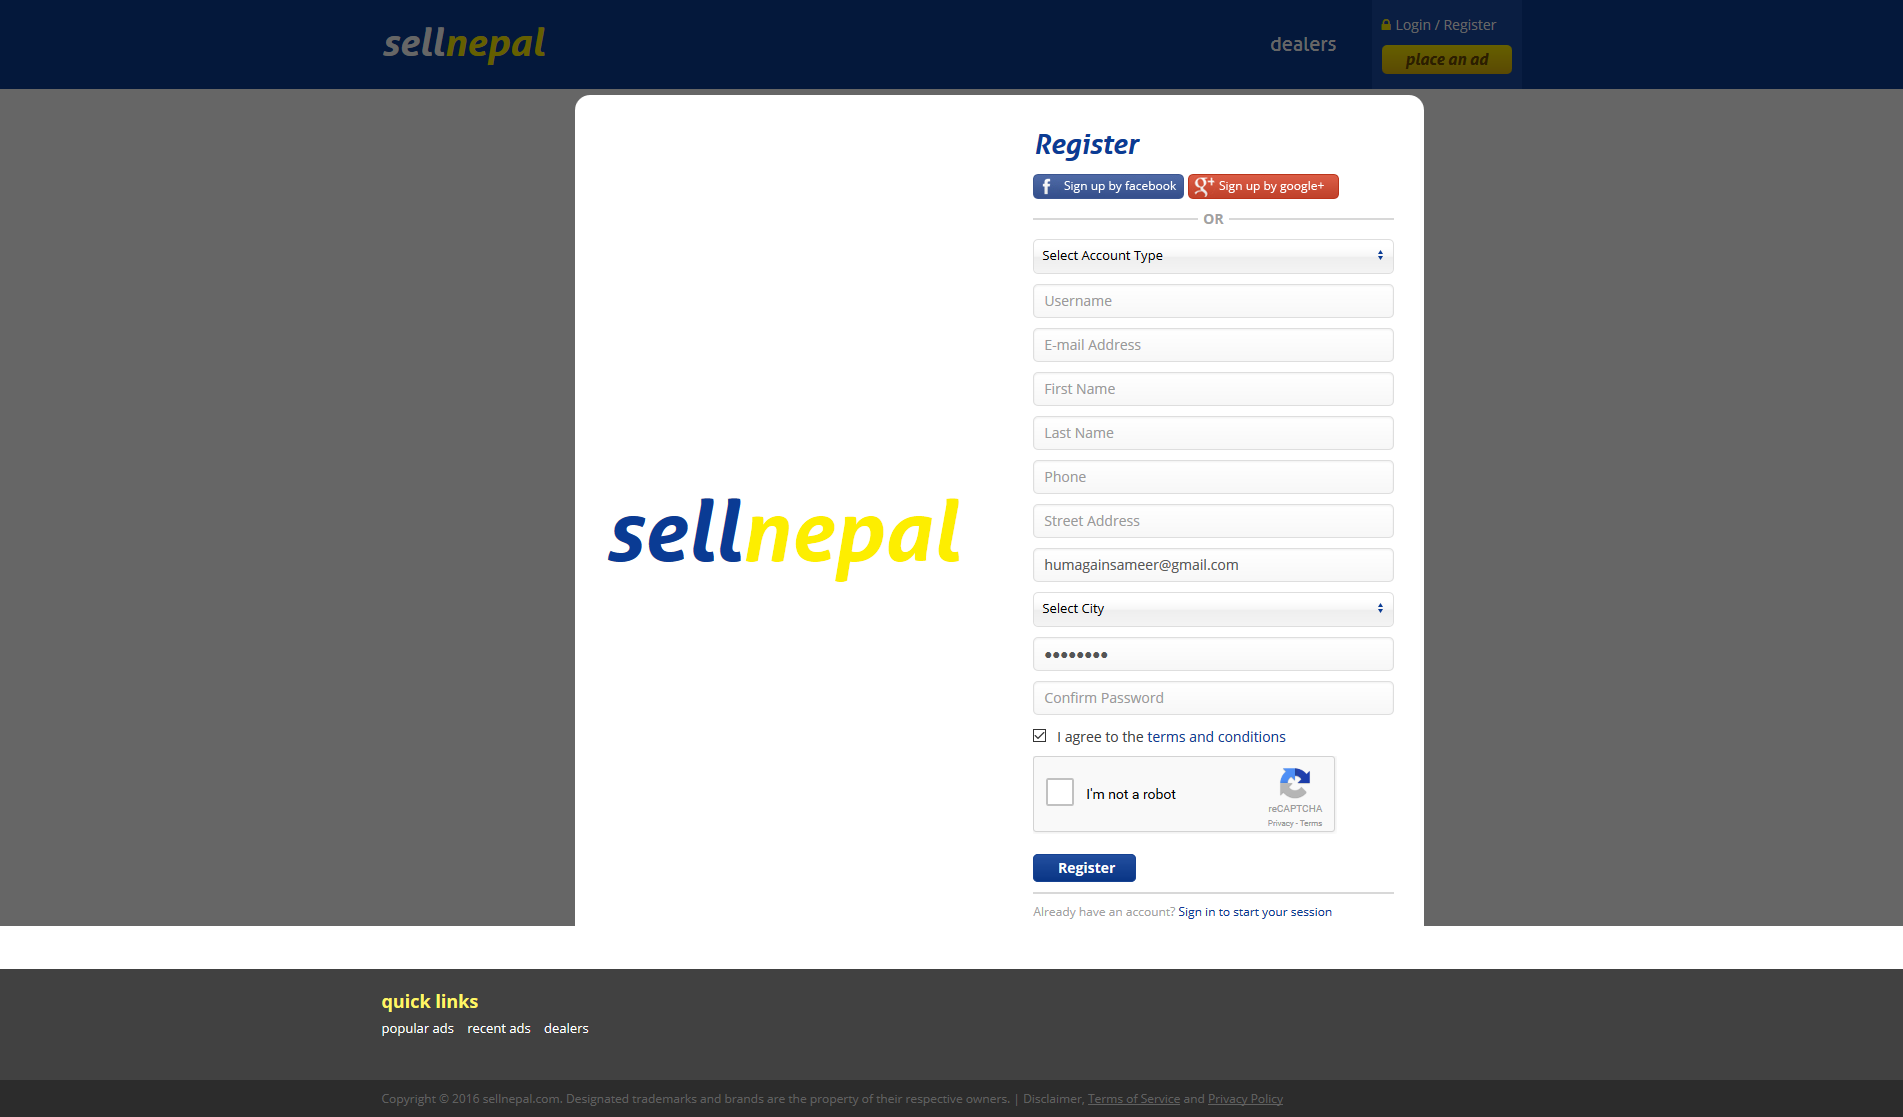 sellnepal
dealers
Login / Register
place an ad
Register
Sign up by facebook
Sign up by google+
OR
Select Account Type
Username
E-mail Address
First Name
Last Name
Phone
Street Address
sellnepal
humagainsameer@gmail.com
Select City
••••••••
Confirm Password
I agree to the terms and conditions
I'm not a robot
reCAPTCHA
Privacy - Terms
Register
Already have an account? Sign in to start your session
quick links
popular ads recent ads dealers
Copyright © 2016 sellnepal.com. Designated trademarks and brands are the property of their respective owners. | Disclaimer, Terms of Service and Privacy Policy